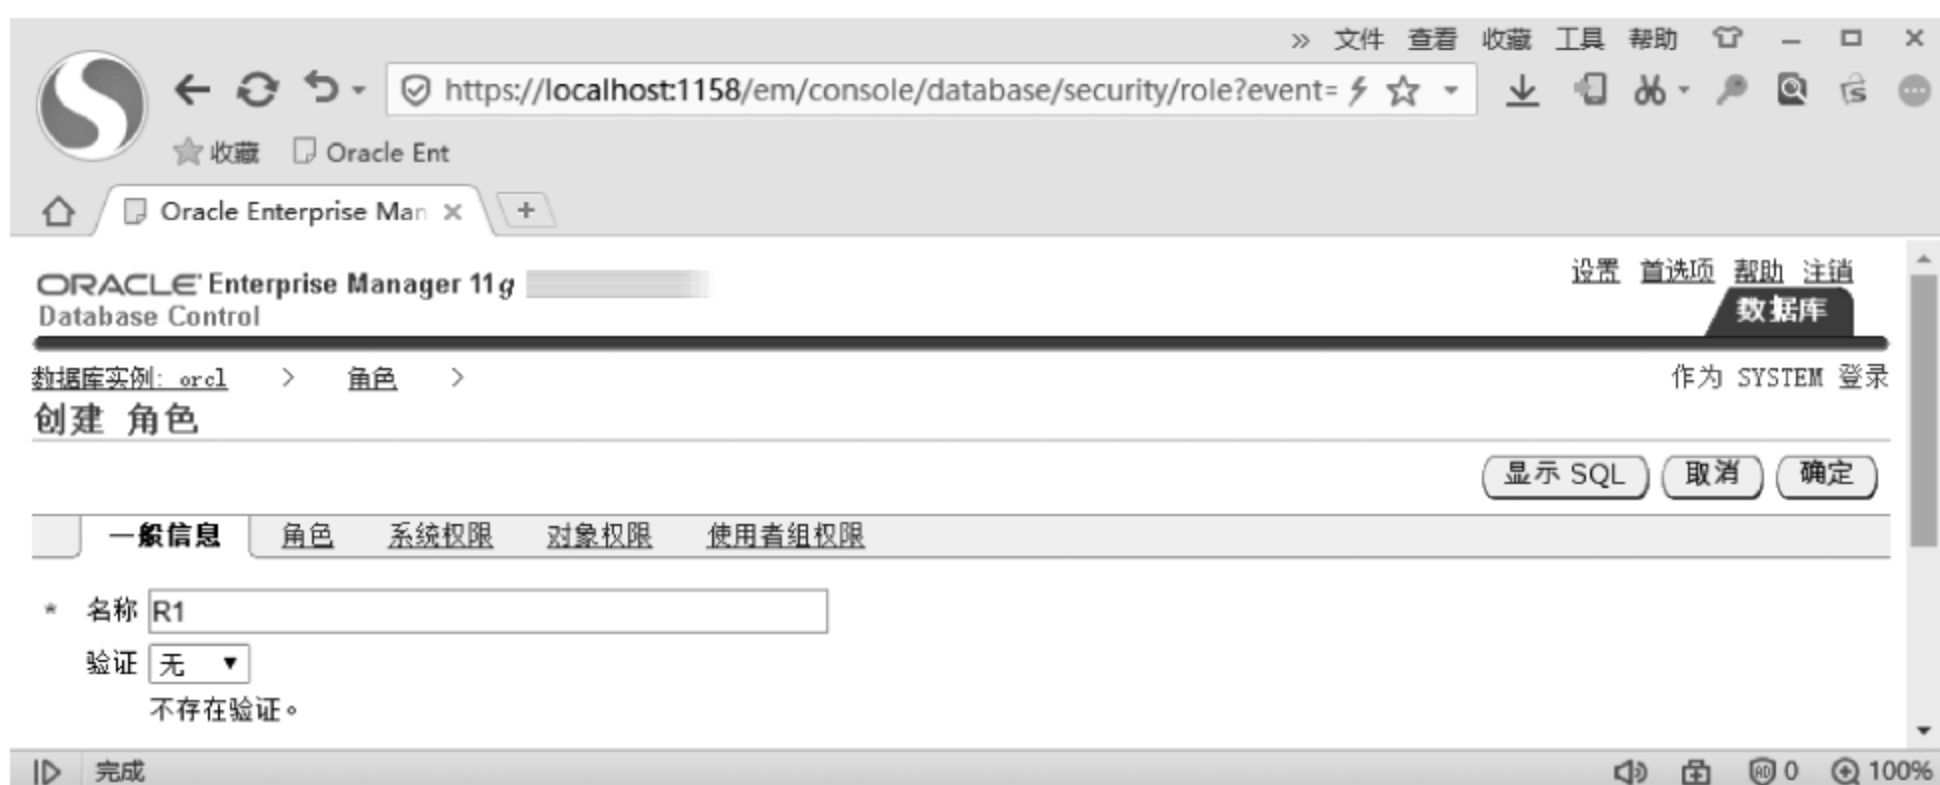 » 文件 查看 收藏 工具 帮助
https://localhost:1158/em/console/database/security/role?event=
收藏 Oracle Ent
Oracle Enterprise Man
ORACLE Enterprise Manager 11g
Database Control
设置 首选项 帮助 注销
数据库
数据库实例: orcl > 角色 >
作为 SYSTEM 登录
创建 角色
显示 SQL 取消 确定
一般信息 角色 系统权限 对象权限 使用者组权限
* 名称 R1
验证 无
不存在验证。
完成 0 100%